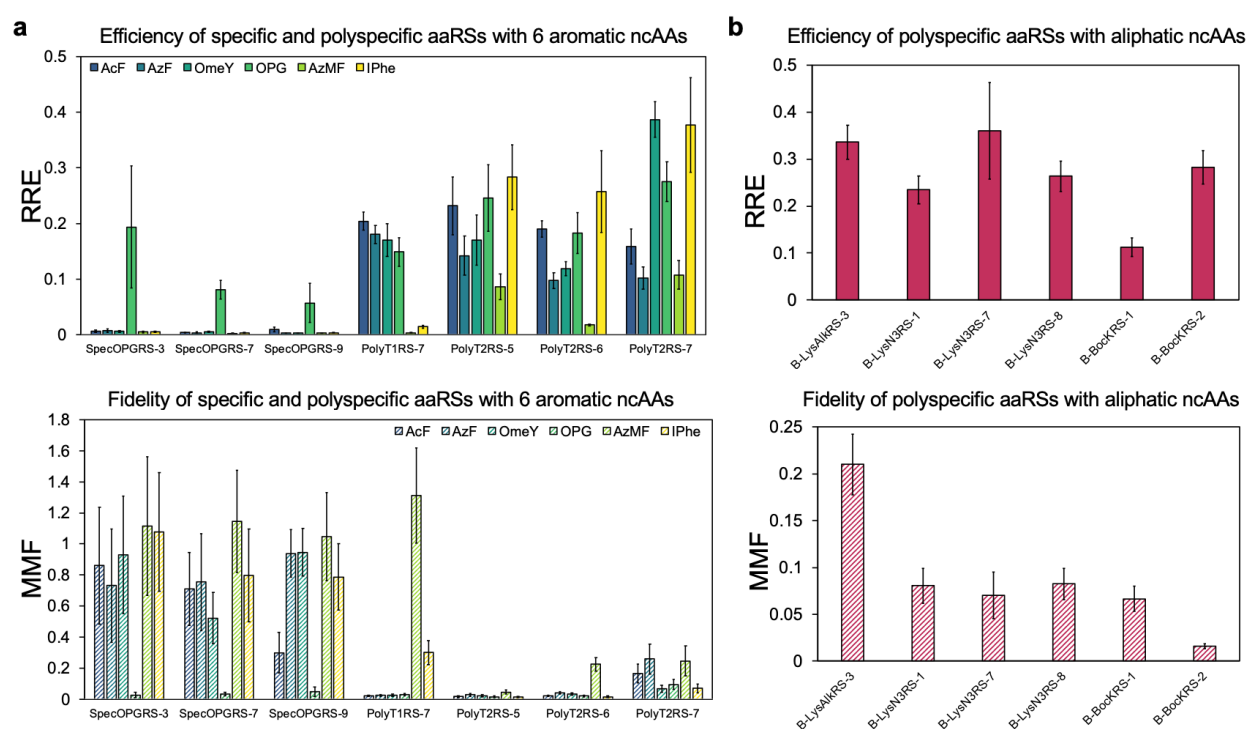 a
Efficiency of specific and polyspecific aaRSs with 6 aromatic ncAAs
AcF AzF OmeY OPG AzMF IPhe
RRE
0.5
0.4
0.3
0.2
0.1
0
SpecOPGRS-3 SpecOPGRS-7 SpecOPGRS-9 PolyT1RS-7 PolyT2RS-5 PolyT2RS-6 PolyT2RS-7
Fidelity of specific and polyspecific aaRSs with 6 aromatic ncAAs
AcF AzF OmeY OPG AzMF IPhe
MMF
1.8
1.6
1.4
1.2
1
0.8
0.6
0.4
0.2
0
SpecOPGRS-3 SpecOPGRS-7 SpecOPGRS-9 PolyT1RS-7 PolyT2RS-5 PolyT2RS-6 PolyT2RS-7
b
Efficiency of polyspecific aaRSs with aliphatic ncAAs
RRE
0.5
0.4
0.3
0.2
0.1
0
B-LysAlkRS-3 B-LysN3RS-1 B-LysN3RS-7 B-LysN3RS-8 B-BocKRS-1 B-BocKRS-2
Fidelity of polyspecific aaRSs with aliphatic ncAAs
MMF
0.25
0.2
0.15
0.1
0.05
0
B-LysAlkRS-3 B-LysN3RS-1 B-LysN3RS-7 B-LysN3RS-8 B-BocKRS-1 B-BocKRS-2